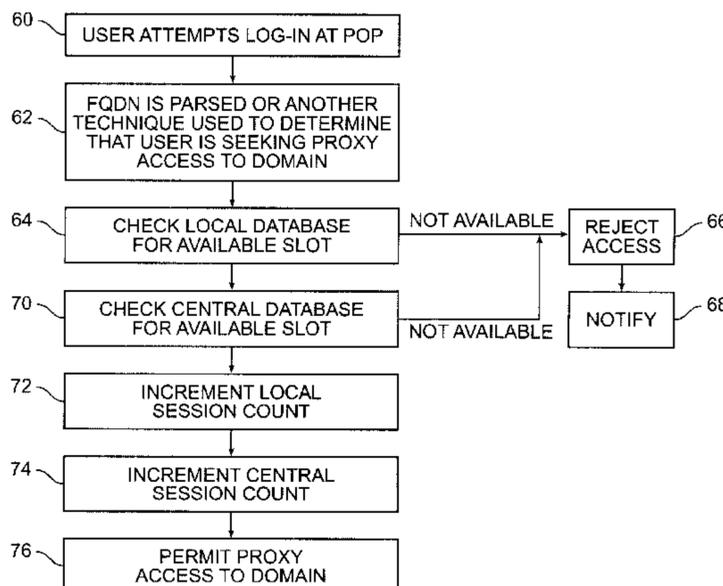 60
USER ATTEMPTS LOG-IN AT POP
62
FQDN IS PARSED OR ANOTHER
TECHNIQUE USED TO DETERMINE
THAT USER IS SEEKING PROXY
ACCESS TO DOMAIN
64
CHECK LOCAL DATABASE
FOR AVAILABLE SLOT
NOT AVAILABLE
REJECT
ACCESS
66
70
CHECK CENTRAL DATABASE
FOR AVAILABLE SLOT
NOT AVAILABLE
NOTIFY
68
72
INCREMENT LOCAL
SESSION COUNT
74
INCREMENT CENTRAL
SESSION COUNT
76
PERMIT PROXY
ACCESS TO DOMAIN